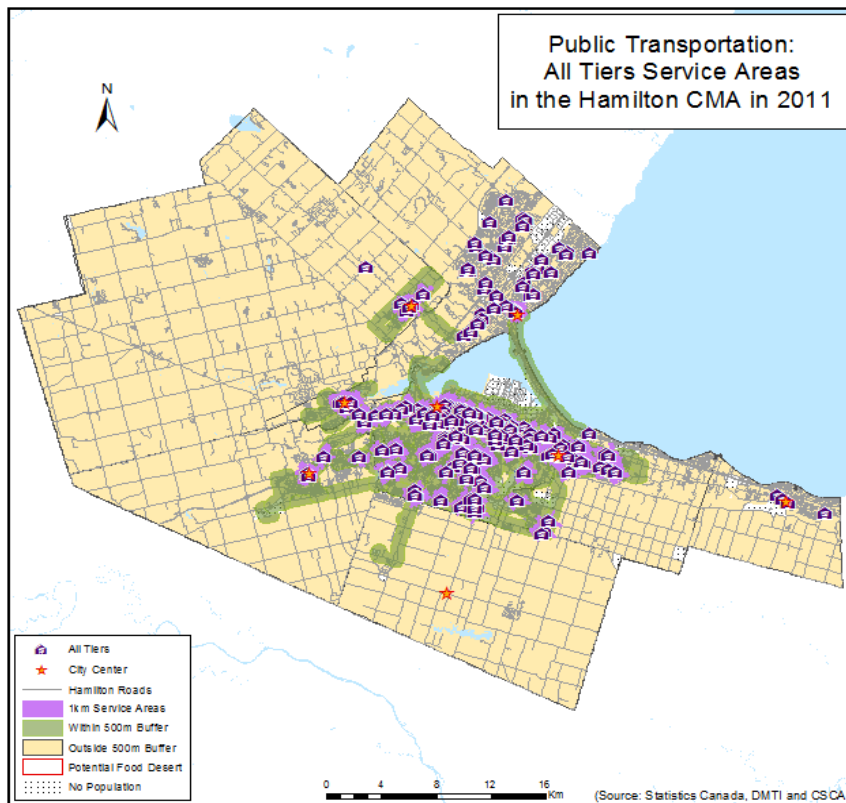 Public Transportation:
All Tiers Service Areas
in the Hamilton CMA in 2011
N
All Tiers
City Center
Hamilton Roads
1km Service Areas
Within 500m Buffer
Outside 500m Buffer
Potential Food Desert
No Population
0 2 4 8 12 16
Km
(Source: Statistics Canada, DMTI and CSCA